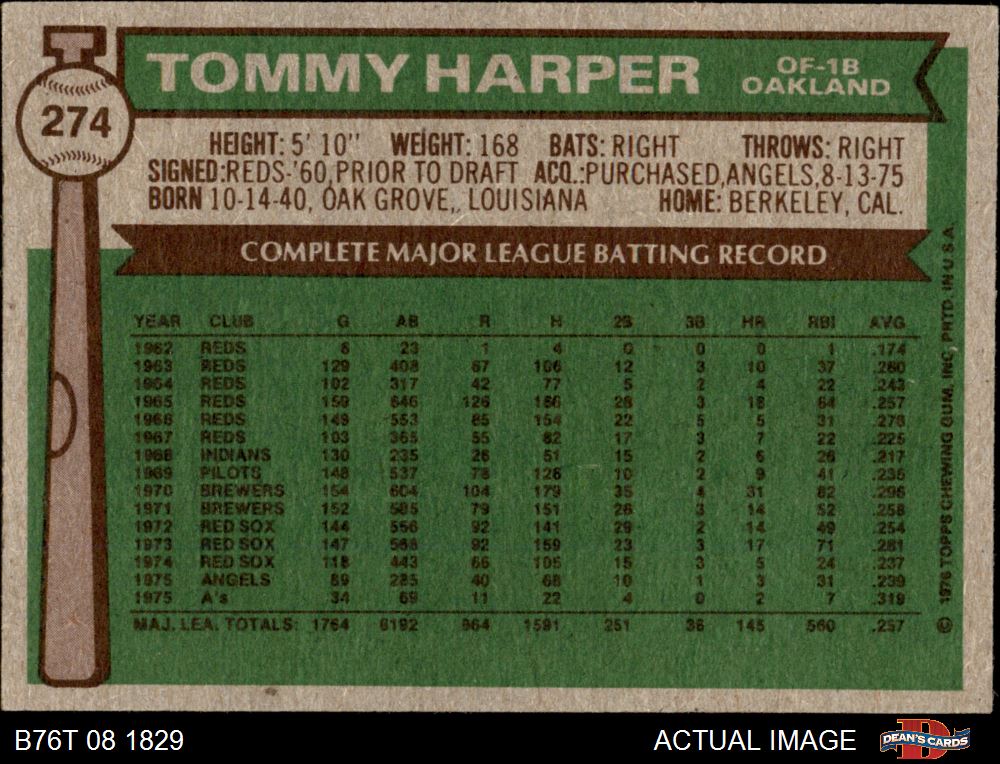 TOMMY HARPER
OF-1B
OAKLAND
274
HEIGHT: 5' 10" WEIGHT: 168 BATS: RIGHT THROWS: RIGHT
SIGNED:REDS-'60,PRIOR TO DRAFT ACQ.:PURCHASED,ANGELS,8-13-75
BORN 10-14-40, OAK GROVE,, LOUISIANA HOME: BERKELEY, CAL.
COMPLETE MAJOR LEAGUE BATTING RECORD
YEAR CLUB G AB R H 2B 3B HR RBI AVG
1962 REDS 6 23 1 4 0 0 0 1 .174
1963 REDS 129 408 67 106 12 3 10 37 .260
1964 REDS 102 317 42 77 5 2 4 22 .243
1965 REDS 159 646 126 166 28 3 18 64 .257
1966 REDS 149 553 85 154 22 5 5 31 .278
1967 REDS 103 365 55 82 17 3 7 22 .225
1968 INDIANS 130 235 26 51 15 2 6 26 .217
1969 PILOTS 148 537 78 126 10 2 9 41 .235
1970 BREWERS 154 604 104 179 35 4 31 82 .296
1971 BREWERS 152 585 79 151 26 3 14 52 .258
1972 RED SOX 144 556 92 141 29 2 14 49 .254
1973 RED SOX 147 566 92 159 23 3 17 71 .281
1974 RED SOX 118 443 66 105 15 3 5 24 .237
1975 ANGELS 89 285 40 68 10 1 3 31 .239
1975 A's 34 69 11 22 4 0 2 7 .319
MAJ. LEA. TOTALS: 1764 6192 964 1591 251 36 145 560 .257
© 1976 TOPPS CHEWING GUM, INC, PRTD. IN U.S.A.
B76T 08 1829
ACTUAL IMAGE
DEAN'S CARDS